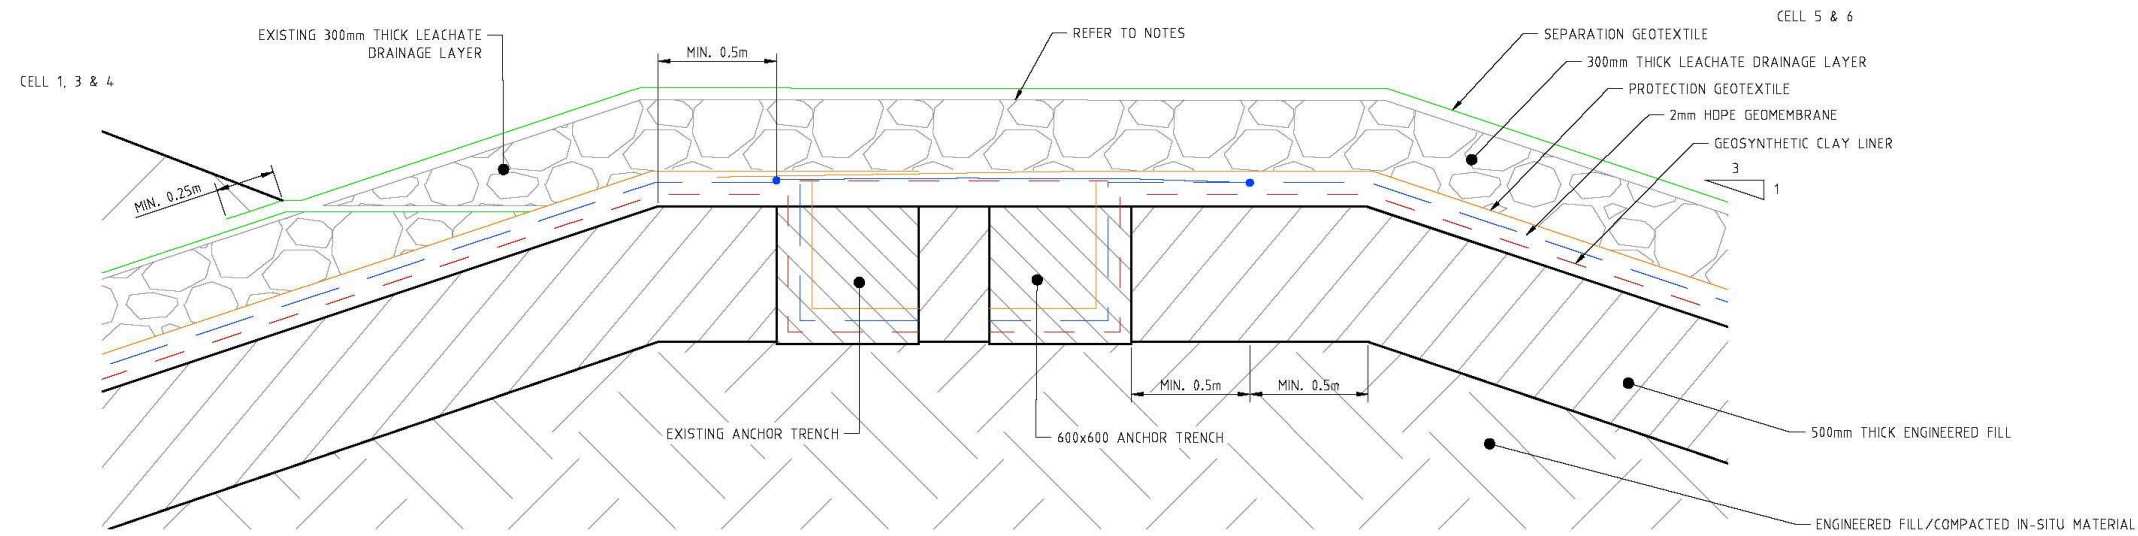 CELL 5 & 6
EXISTING 300mm THICK LEACHATE
DRAINAGE LAYER
REFER TO NOTES
SEPARATION GEOTEXTILE
MIN. 0.5m
300mm THICK LEACHATE DRAINAGE LAYER
CELL 1, 3 & 4
PROTECTION GEOTEXTILE
2mm HDPE GEOMEMBRANE
GEOSYNTHETIC CLAY LINER
3
1
MIN. 0.25m
MIN. 0.5m
MIN. 0.5m
EXISTING ANCHOR TRENCH
600x600 ANCHOR TRENCH
500mm THICK ENGINEERED FILL
ENGINEERED FILL/COMPACTED IN-SITU MATERIAL